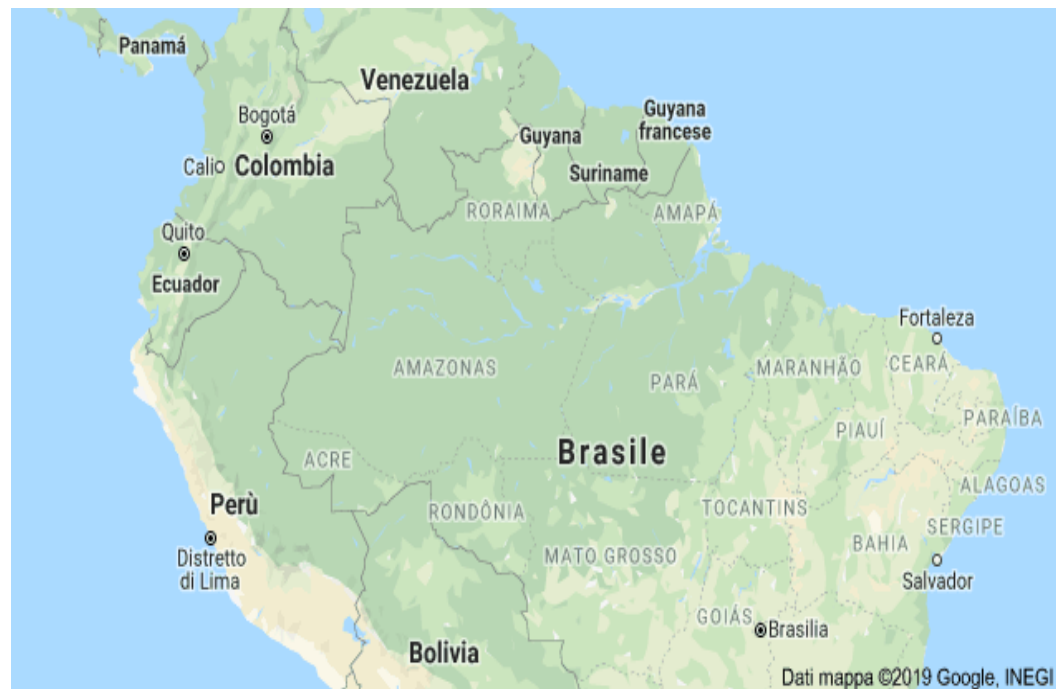 Panamá
Venezuela
Bogotá
Guyana
francese
Guyana
Cali
Colombia
Suriname
RORAIMA
AMAPÁ
Quito
Ecuador
Fortaleza
AMAZONAS
PARÁ
MARANHÃO
CEARÁ
PARAÍBA
PIAUÍ
Brasile
ACRE
ALAGOAS
Perù
RONDÔNIA
TOCANTINS
SERGIPE
BAHIA
Distretto
di Lima
MATO GROSSO
Salvador
GOIÁS
Brasilia
Bolivia
Dati mappa ©2019 Google, INEGI